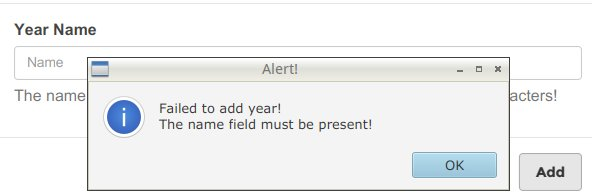 Year Name
Name
Alert!
The name
acters!
Failed to add year!
The name field must be present!
OK
Add